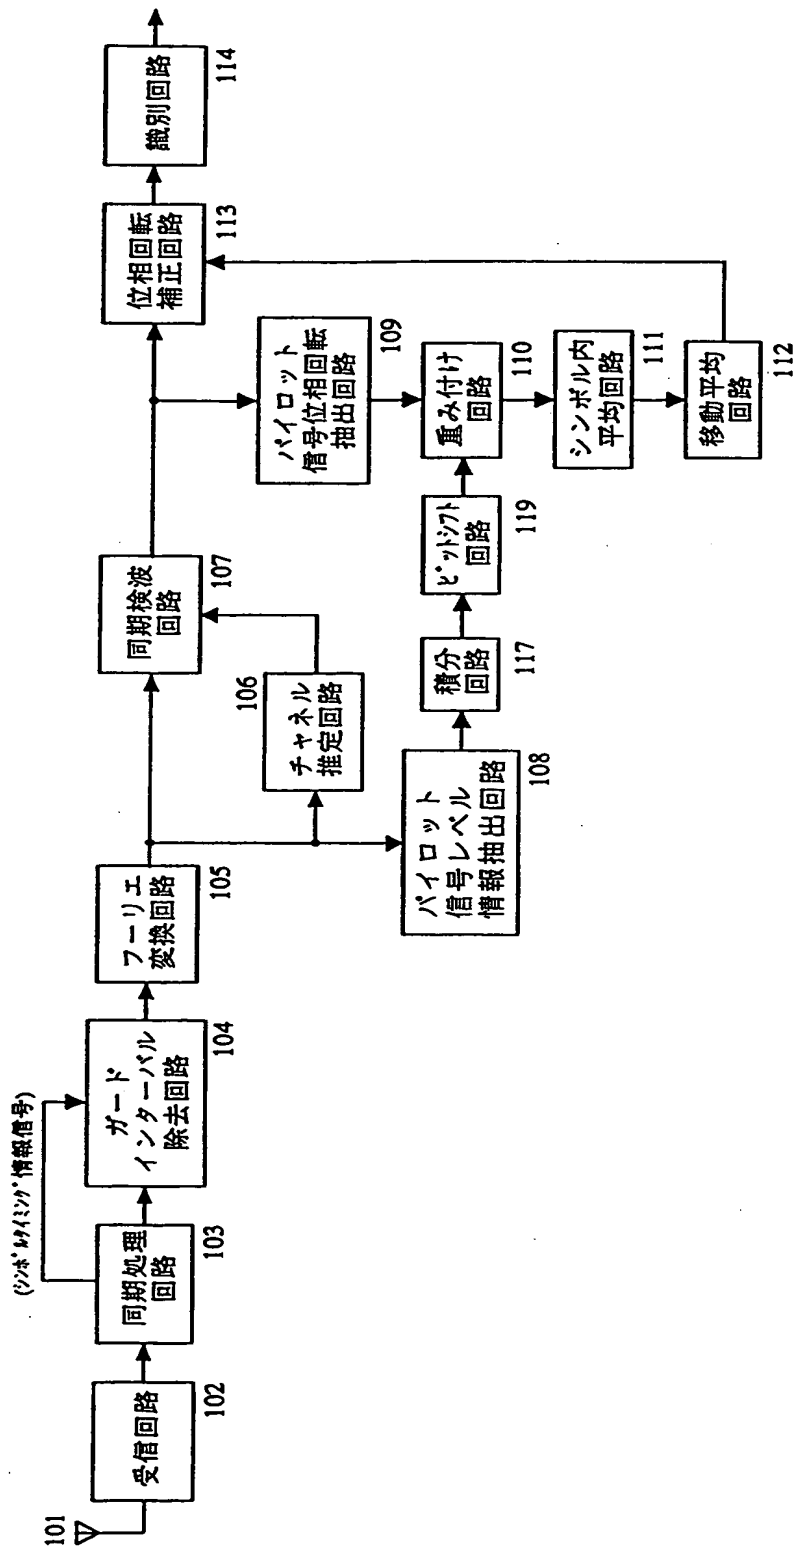 101
受信回路
102
同期処理
回路
103
(シンボルタイミング情報信号)
ガード
インターバル
除去回路
104
フーリエ
変換回路
105
チャネル
推定回路
106
同期検波
回路
107
パイロット
信号レベル
情報抽出回路
108
積分
回路
117
ビットシフト
回路
119
パイロット
信号位相回転
抽出回路
109
重み付け
回路
110
シンボル内
平均回路
111
移動平均
回路
112
位相回転
補正回路
113
識別回路
114